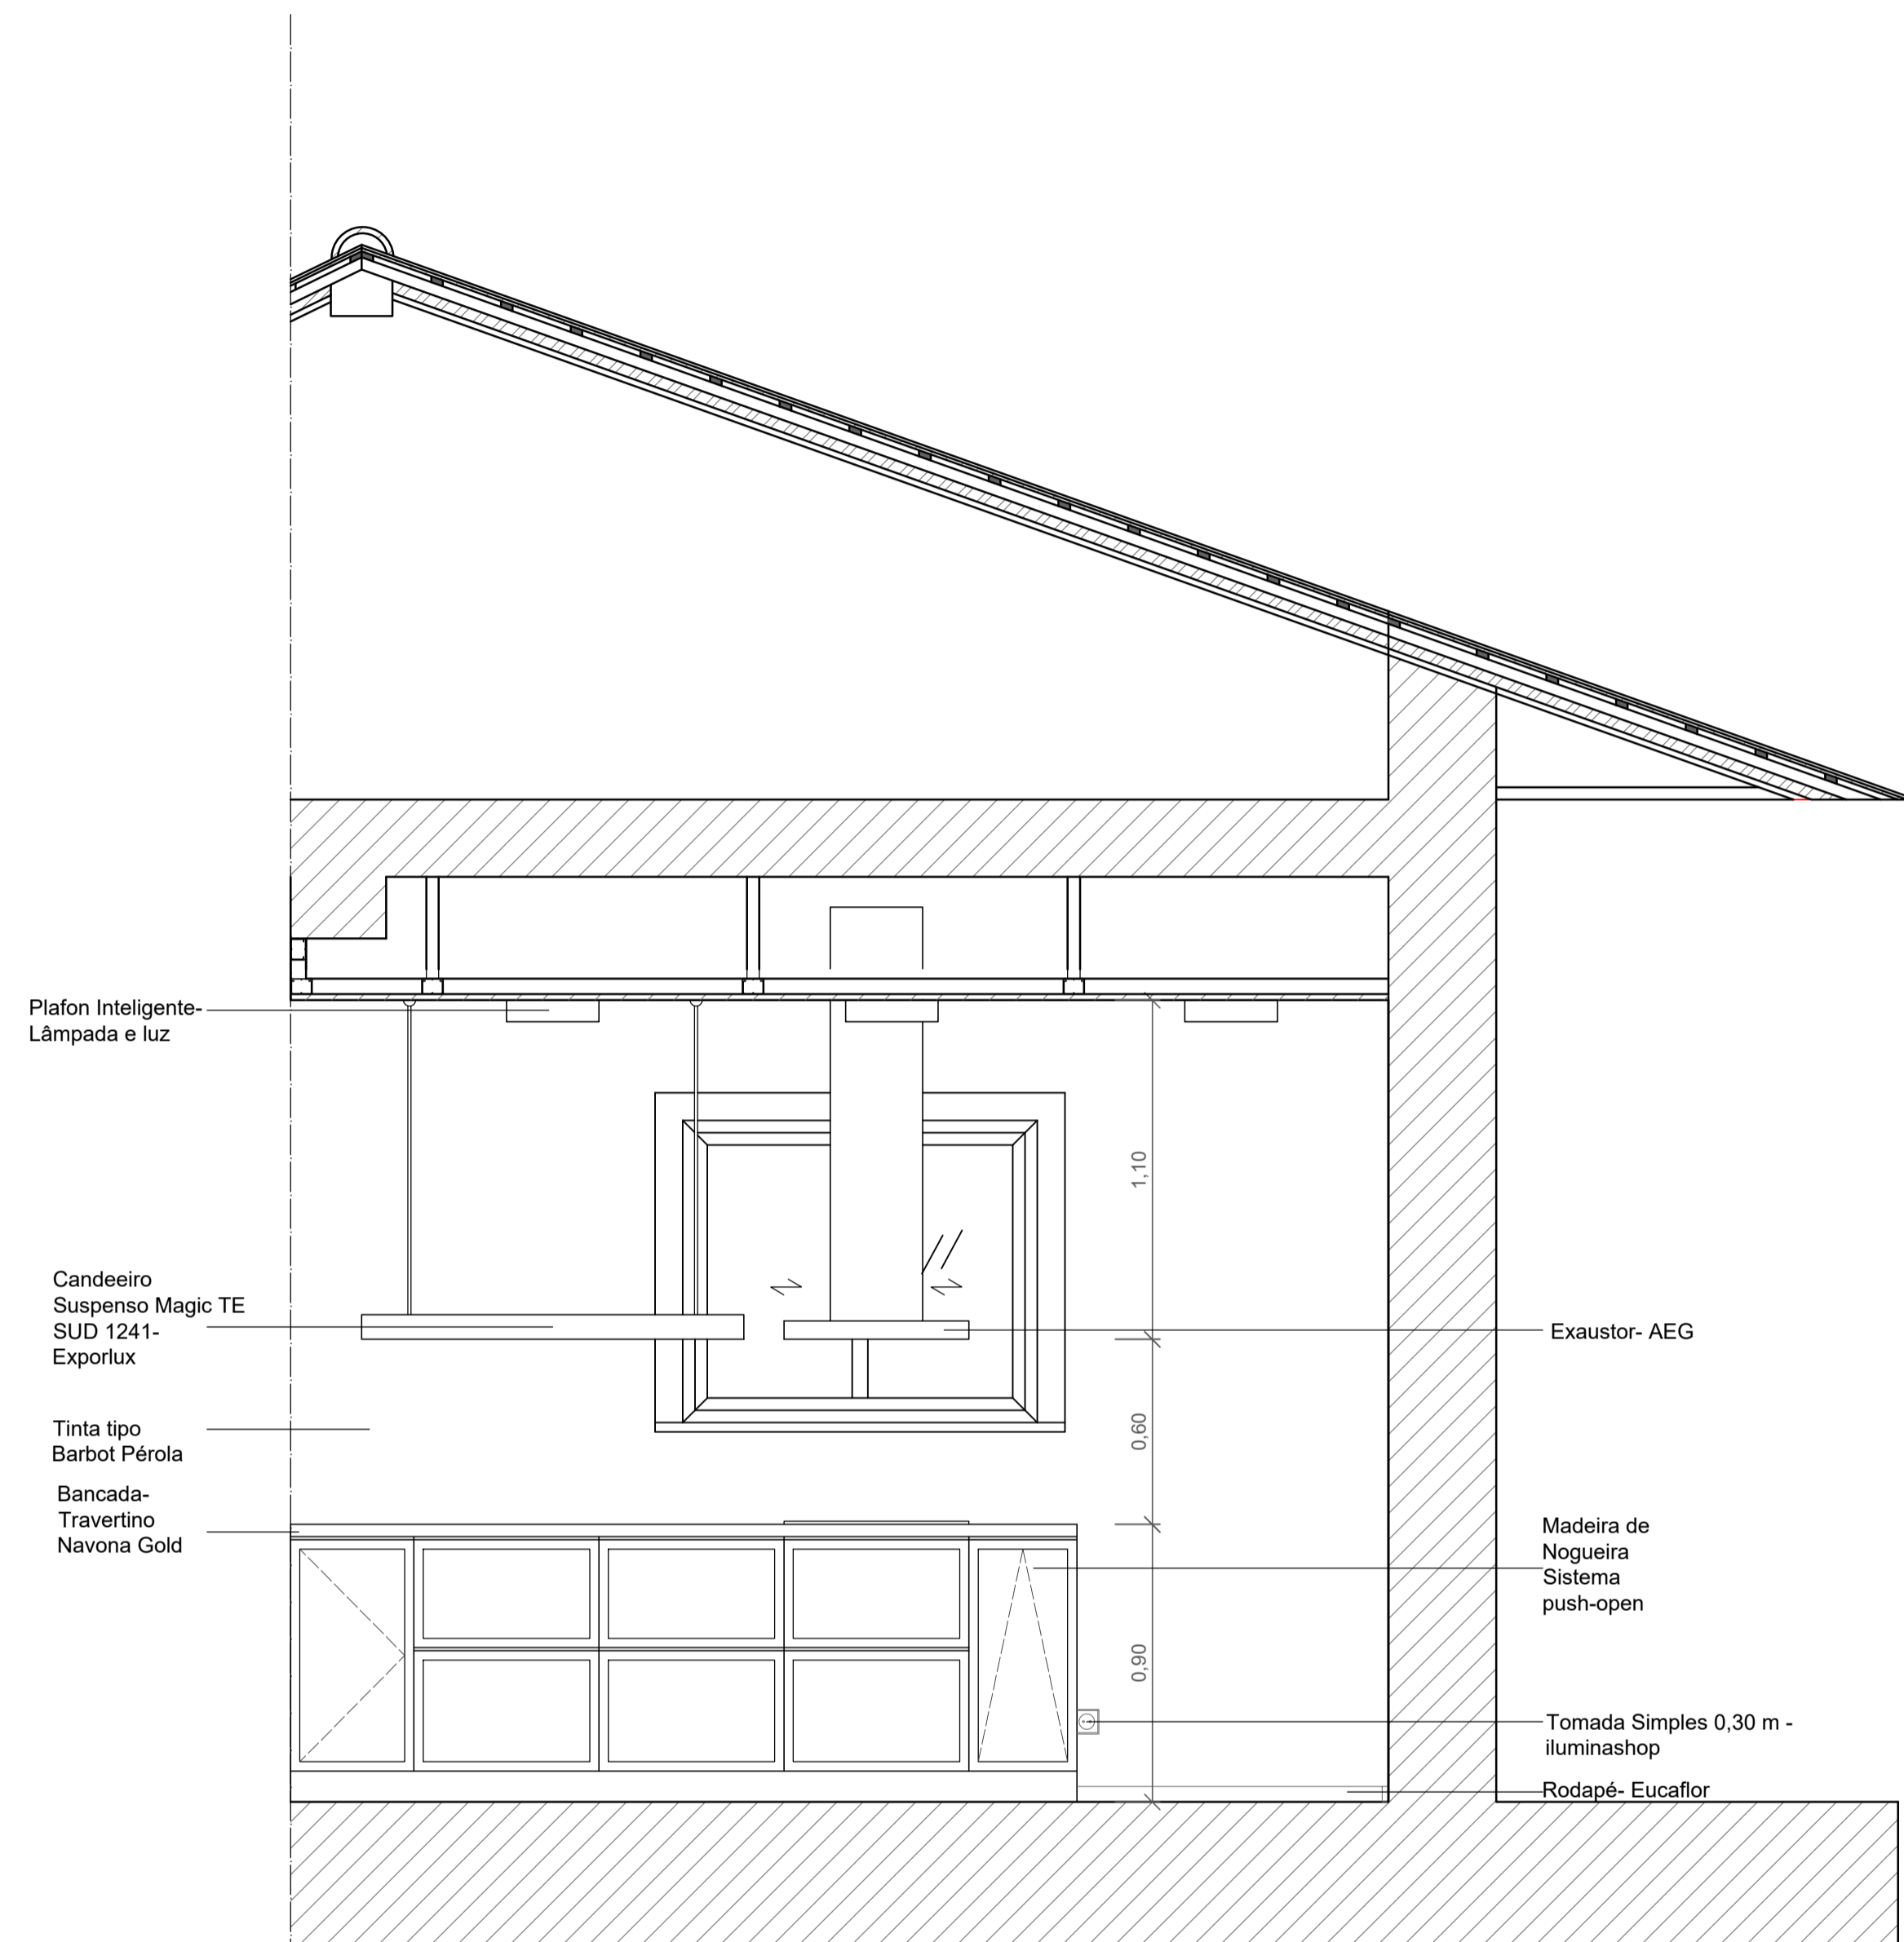 Plafon Inteligente-
Lâmpada e luz
1,10
Candeeiro
Suspenso Magic TE
SUD 1241-
Exporlux
Exaustor- AEG
0,60
Tinta tipo
Barbot Pérola
Bancada-
Travertino
Navona Gold
Madeira de
Nogueira
Sistema
push-open
0,90
Tomada Simples 0,30 m -
iluminashop
Rodapé- Eucaflor